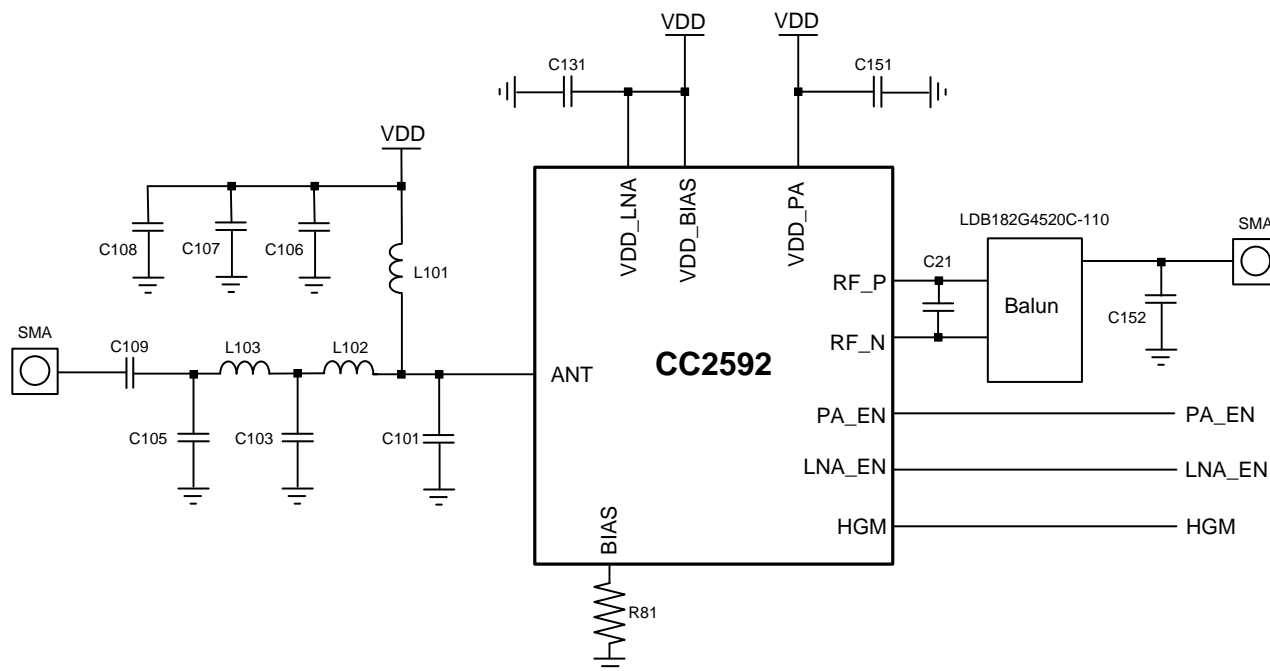 VDD
VDD
C131
C151
VDD
VDD_LNA
VDD_BIAS
VDD_PA
LDB182G4520C-110
SMA
C108
C107
C106
L101
RF_P
C21
Balun
C152
SMA
C109
L103
L102
ANT
CC2592
RF_N
C105
C103
C101
PA_EN
PA_EN
LNA_EN
LNA_EN
HGM
HGM
BIAS
R81